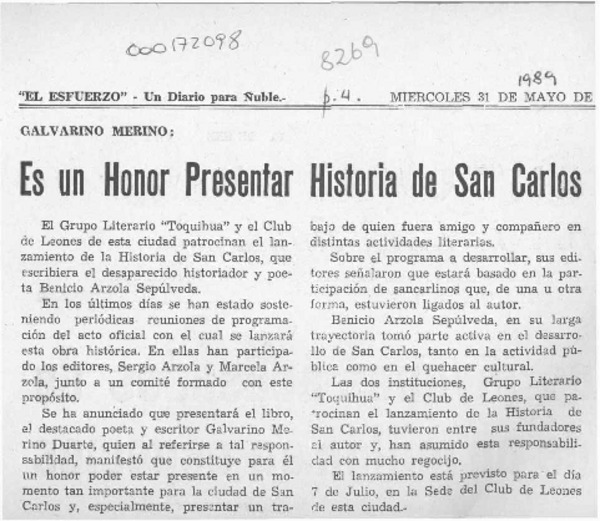 000172098
8269
1989
"EL ESFUERZO" - Un Diario para Ñuble.- p.4. MIERCOLES 31 DE MAYO DE
GALVARINO MERINO:
Es un Honor Presentar Historia de San Carlos
El Grupo Literario "Toquihua" y el Club
de Leones de esta ciudad patrocinan el lan-
zamiento de la Historia de San Carlos, que
escribiera el desaparecido historiador y poe-
ta Benicio Arzola Sepúlveda.
En los últimos días se han estado soste-
niendo periódicas reuniones de programa-
ción del acto oficial con el cual se lanzará
esta obra histórica. En ellas han participa-
do los editores, Sergio Arzola y Marcela Ar-
zola, junto a un comité formado con este
propósito.
Se ha anunciado que presentará el libro,
el destacado poeta y escritor Galvarino Me-
rino Duarte, quien al referirse a tal respon-
sabilidad, manifestó que constituye para él
un honor poder estar presente en un mo-
mento tan importante para la ciudad de San
Carlos y, especialmente, presentar un tra-
bajo de quien fuera amigo y compañero en
distintas actividades literarias.
Sobre el programa a desarrollar, sus edi-
tores señalaron que estará basado en la par-
ticipación de sancarlinos que, de una u otra
forma, estuvieron ligados al autor.
Benicio Arzola Sepúlveda, en su larga
trayectoria tomó parte activa en el desarro-
llo de San Carlos, tanto en la actividad pú-
blica como en el quehacer cultural.
Las dos instituciones, Grupo Literario
"Toquihua" y el Club de Leones, que pa-
trocinan el lanzamiento de la Historia de
San Carlos, tuvieron entre sus fundadores
al autor y, han asumido esta responsabili-
dad con mucho regocijo.
El lanzamiento está previsto para el día
7 de Julio, en la Sede del Club de Leones
de esta ciudad.-